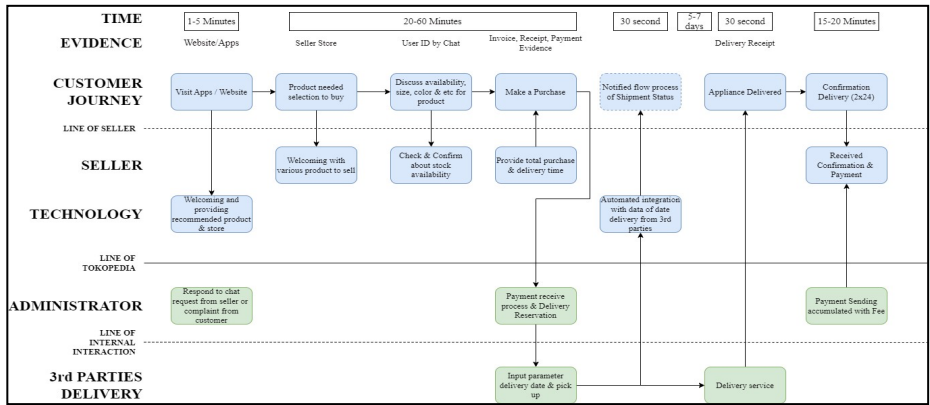 TIME
1-5 Minutes
20-60 Minutes
30 second
5-7
days
30 second
15-20 Minutes
EVIDENCE
Website/Apps
Seller Store
User ID by Chat
Invoice, Receipt, Payment
Evidence
Delivery Receipt
CUSTOMER
JOURNEY
Visit Apps / Website
Product needed
selection to buy
Discuss availability,
size, color & etc for
product
Make a Purchase
Notified flow process
of Shipment Status
Appliance Delivered
Confirmation
Delivery (2x24)
LINE OF SELLER
SELLER
Welcoming with
various product to sell
Check & Confirm
about stock
availability
Provide total purchase
& delivery time
Received
Confirmation &
Payment
TECHNOLOGY
Welcoming and
providing
recommended product
& store
Automated integration
with data of date
delivery from 3rd
parties
LINE OF
TOKOPEDIA
ADMINISTRATOR
Respond to chat
request from seller or
complaint from
customer
Payment receive
process & Delivery
Reservation
Payment Sending
accumulated with Fee
LINE OF
INTERNAL
INTERACTION
3rd PARTIES
DELIVERY
Input parameter
delivery date & pick
up
Delivery service